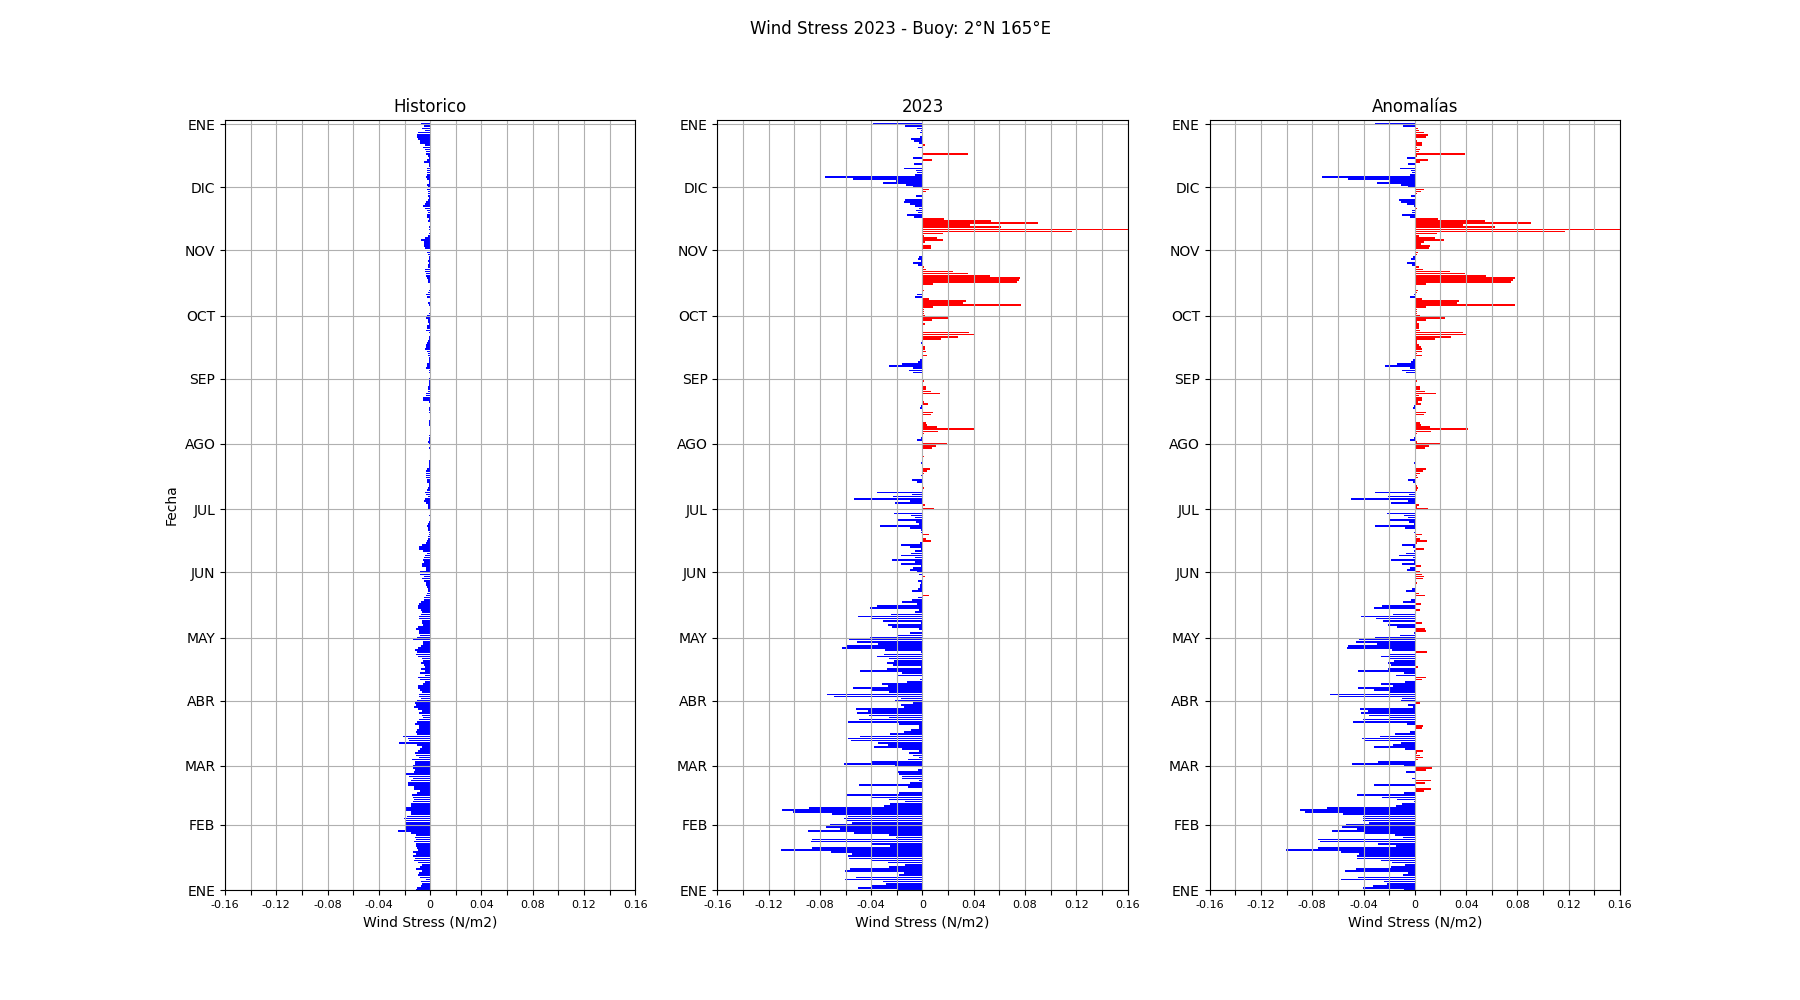 Wind Stress 2023 - Buoy: 2°N 165°E
Historico
2023
Anomalías
Fecha
ENE
DIC
NOV
OCT
SEP
AGO
JUL
JUN
MAY
ABR
MAR
FEB
ENE
-0.16 -0.12 -0.08 -0.04 0 0.04 0.08 0.12 0.16
Wind Stress (N/m2)
ENE
DIC
NOV
OCT
SEP
AGO
JUL
JUN
MAY
ABR
MAR
FEB
ENE
-0.16 -0.12 -0.08 -0.04 0 0.04 0.08 0.12 0.16
Wind Stress (N/m2)
ENE
DIC
NOV
OCT
SEP
AGO
JUL
JUN
MAY
ABR
MAR
FEB
ENE
-0.16 -0.12 -0.08 -0.04 0 0.04 0.08 0.12 0.16
Wind Stress (N/m2)